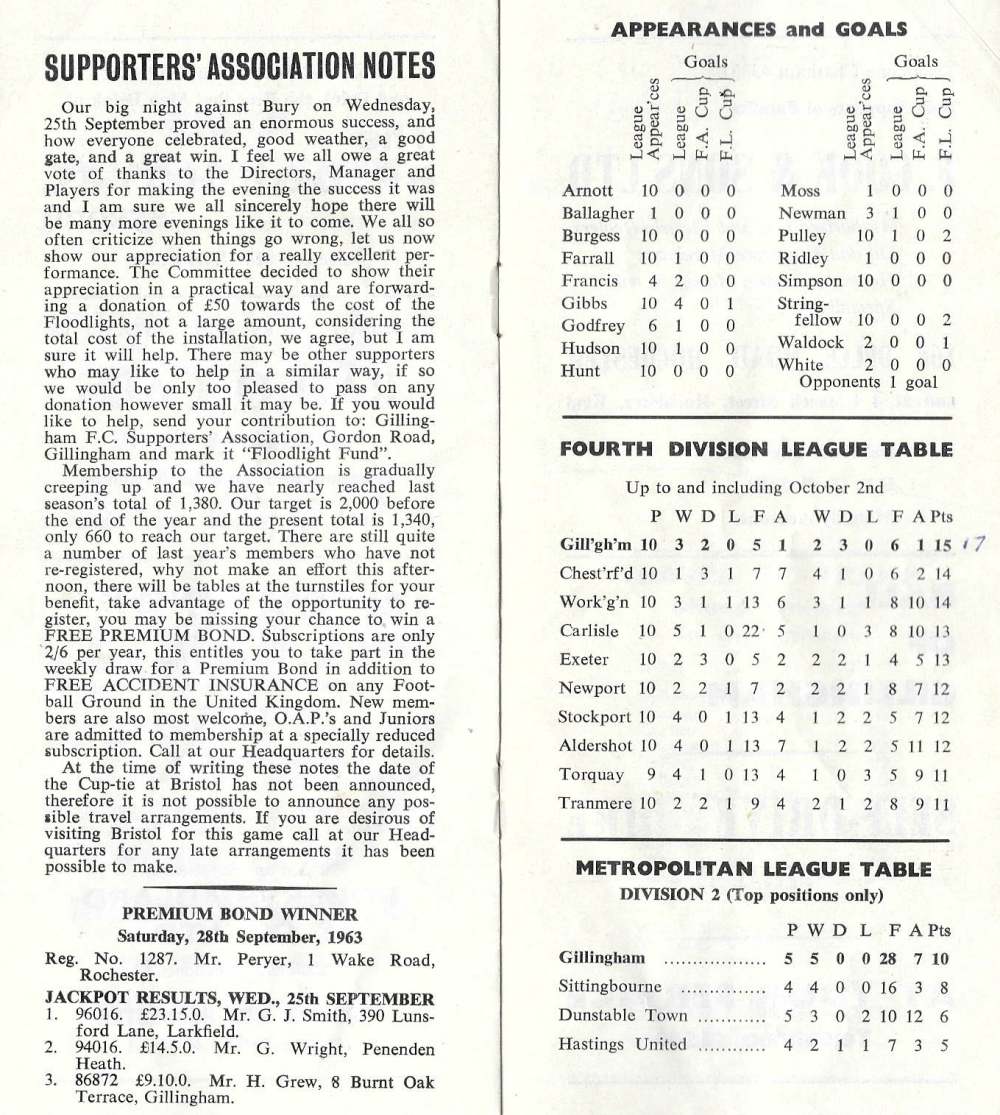 SUPPORTERS' ASSOCIATION NOTES
Our big night against Bury on Wednesday,
25th September proved an enormous success, and
how everyone celebrated, good weather, a good
gate, and a great win. I feel we all owe a great
vote of thanks to the Directors, Manager and
Players for making the evening the success it was
and I am sure we all sincerely hope there will
be many more evenings like it to come. We all so
often criticize when things go wrong, let us now
show our appreciation for a really excellent per-
formance. The Committee decided to show their
appreciation in a practical way and are forward-
ing a donation of £50 towards the cost of the
Floodlights, not a large amount, considering the
total cost of the installation, we agree, but I am
sure it will help. There may be other supporters
who may like to help in a similar way, if so
we would be only too pleased to pass on any
donation however small it may be. If you would
like to help, send your contribution to: Gilling-
ham F.C. Supporters' Association, Gordon Road,
Gillingham and mark it "Floodlight Fund".
Membership to the Association is gradually
creeping up and we have nearly reached last
season's total of 1,380. Our target is 2,000 before
the end of the year and the present total is 1,340,
only 660 to reach our target. There are still quite
a number of last year's members who have not
re-registered, why not make an effort this after-
noon, there will be tables at the turnstiles for your
benefit, take advantage of the opportunity to re-
gister, you may be missing your chance to win a
FREE PREMIUM BOND. Subscriptions are only
2/6 per year, this entitles you to take part in the
weekly draw for a Premium Bond in addition to
FREE ACCIDENT INSURANCE on any Foot-
ball Ground in the United Kingdom. New mem-
bers are also most welcome, O.A.P.'s and Juniors
are admitted to membership at a specially reduced
subscription. Call at our Headquarters for details.
At the time of writing these notes the date of
the Cup-tie at Bristol has not been announced,
therefore it is not possible to announce any pos-
sible travel arrangements. If you are desirous of
visiting Bristol for this game call at our Head-
quarters for any late arrangements it has been
possible to make.
PREMIUM BOND WINNER
Saturday, 28th September, 1963
Reg. No. 1287. Mr. Peryer, 1 Wake Road,
Rochester.
JACKPOT RESULTS, WED., 25th SEPTEMBER
1. 96016. £23.15.0. Mr. G. J. Smith, 390 Luns-
ford Lane, Larkfield.
2. 94016. £14.5.0. Mr. G. Wright, Penenden
Heath.
3. 86872 £9.10.0. Mr. H. Grew, 8 Burnt Oak
Terrace, Gillingham.
APPEARANCES and GOALS
Goals
League Appear'ces League F.A. Cup F.L. Cup
Arnott 10 0 0 0
Ballagher 1 0 0 0
Burgess 10 0 0 0
Farrall 10 1 0 0
Francis 4 2 0 0
Gibbs 10 4 0 1
Godfrey 6 1 0 0
Hudson 10 1 0 0
Hunt 10 0 0 0
Goals
League Appear'ces League F.A. Cup F.L. Cup
Moss 1 0 0 0
Newman 3 1 0 0
Pulley 10 1 0 2
Ridley 1 0 0 0
Simpson 10 0 0 0
String-
fellow 10 0 0 2
Waldock 2 0 0 1
White 2 0 0 0
Opponents 1 goal
FOURTH DIVISION LEAGUE TABLE
Up to and including October 2nd
P W D L F A W D L F A Pts
Gill'gh'm 10 3 2 0 5 1 2 3 0 6 1 15 17
Chest'rf'd 10 1 3 1 7 7 4 1 0 6 2 14
Work'g'n 10 3 1 1 13 6 3 1 1 8 10 14
Carlisle 10 5 1 0 22 5 1 0 3 8 10 13
Exeter 10 2 3 0 5 2 2 2 1 4 5 13
Newport 10 2 2 1 7 2 2 2 1 8 7 12
Stockport 10 4 0 1 13 4 1 2 2 5 7 12
Aldershot 10 4 0 1 13 7 1 2 2 5 11 12
Torquay 9 4 1 0 13 4 1 0 3 5 9 11
Tranmere 10 2 2 1 9 4 2 1 2 8 9 11
METROPOLITAN LEAGUE TABLE
DIVISION 2 (Top positions only)
P W D L F A Pts
Gillingham .................. 5 5 0 0 28 7 10
Sittingbourne ............... 4 4 0 0 16 3 8
Dunstable Town ............ 5 3 0 2 10 12 6
Hastings United ............ 4 2 1 1 7 3 5